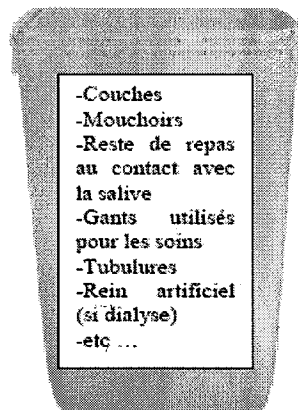 -Couches
-Mouchoirs
-Reste de repas
au contact avec
la salive
-Gants utilisés
pour les soins
-Tubulures
-Rein artificiel
(si dialyse)
-etc ...